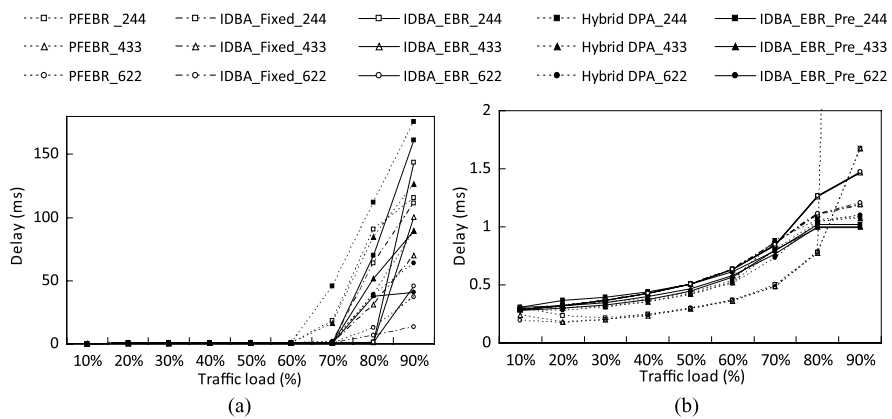 PFEBR _244 IDBA_Fixed_244 IDBA_EBR_244 Hybrid DPA_244 IDBA_EBR_Pre_244
PFEBR_433 IDBA_Fixed_433 IDBA_EBR_433 Hybrid DPA_433 IDBA_EBR_Pre_433
PFEBR_622 IDBA_Fixed_622 IDBA_EBR_622 Hybrid DPA_622 IDBA_EBR_Pre_622
Delay (ms)
150
100
50
0
10% 20% 30% 40% 50% 60% 70% 80% 90%
Traffic load (%)
(a)
Delay (ms)
2
1.5
1
0.5
0
10% 20% 30% 40% 50% 60% 70% 80% 90%
Traffic load (%)
(b)